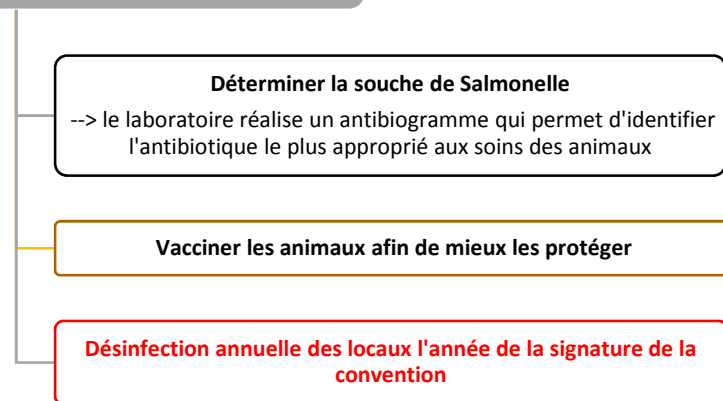 Déterminer la souche de Salmonelle
--> le laboratoire réalise un antibiogramme qui permet d'identifier
l'antibiotique le plus approprié aux soins des animaux
Vacciner les animaux afin de mieux les protéger
Désinfection annuelle des locaux l'année de la signature de la
convention